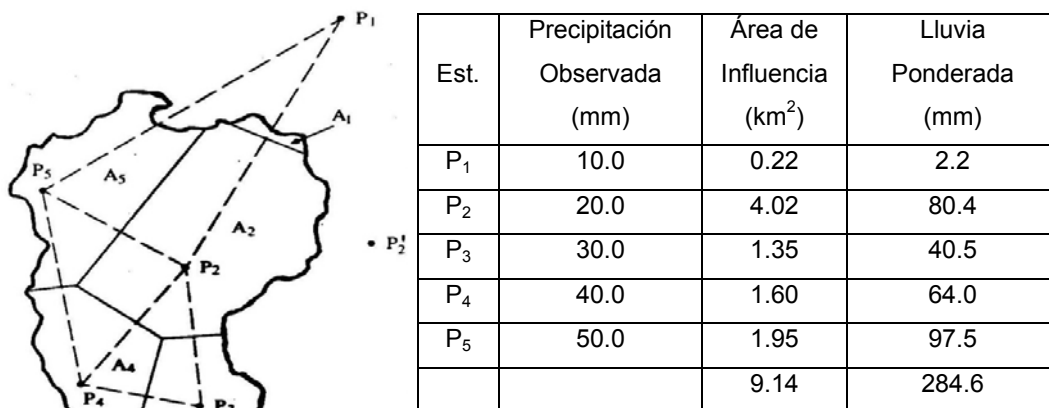 P1
A1
P5
A5
A2
P2'
P2
A4
P4
P3
Est. Precipitación Observada (mm) Área de Influencia (km²) Lluvia Ponderada (mm)
P1 10.0 0.22 2.2
P2 20.0 4.02 80.4
P3 30.0 1.35 40.5
P4 40.0 1.60 64.0
P5 50.0 1.95 97.5
9.14 284.6